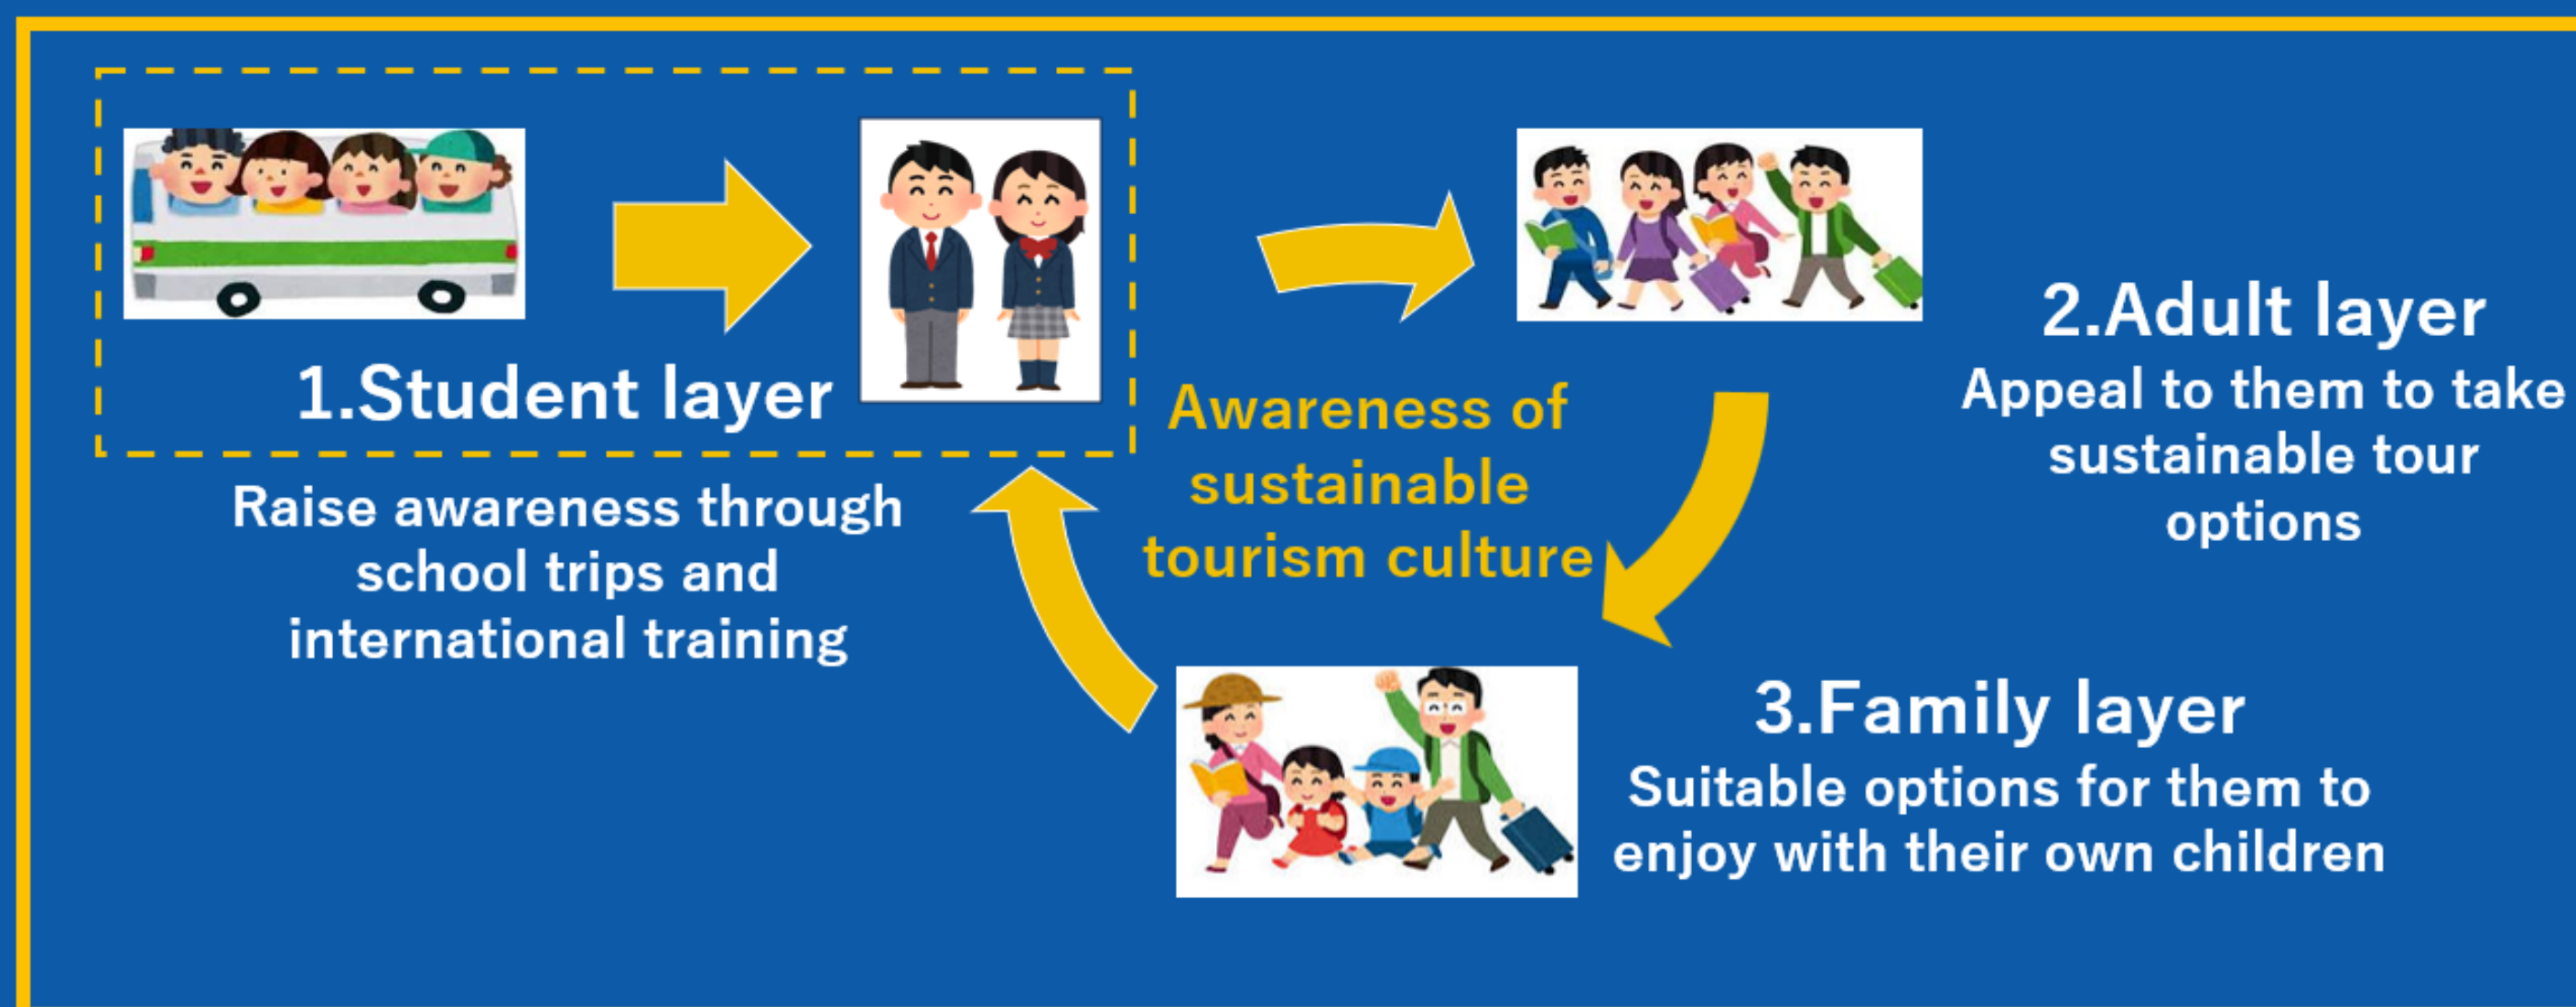 1.Student layer
Raise awareness through
school trips and
international training
Awareness of
sustainable
tourism culture
2.Adult layer
Appeal to them to take
sustainable tour
options
3.Family layer
Suitable options for them to
enjoy with their own children